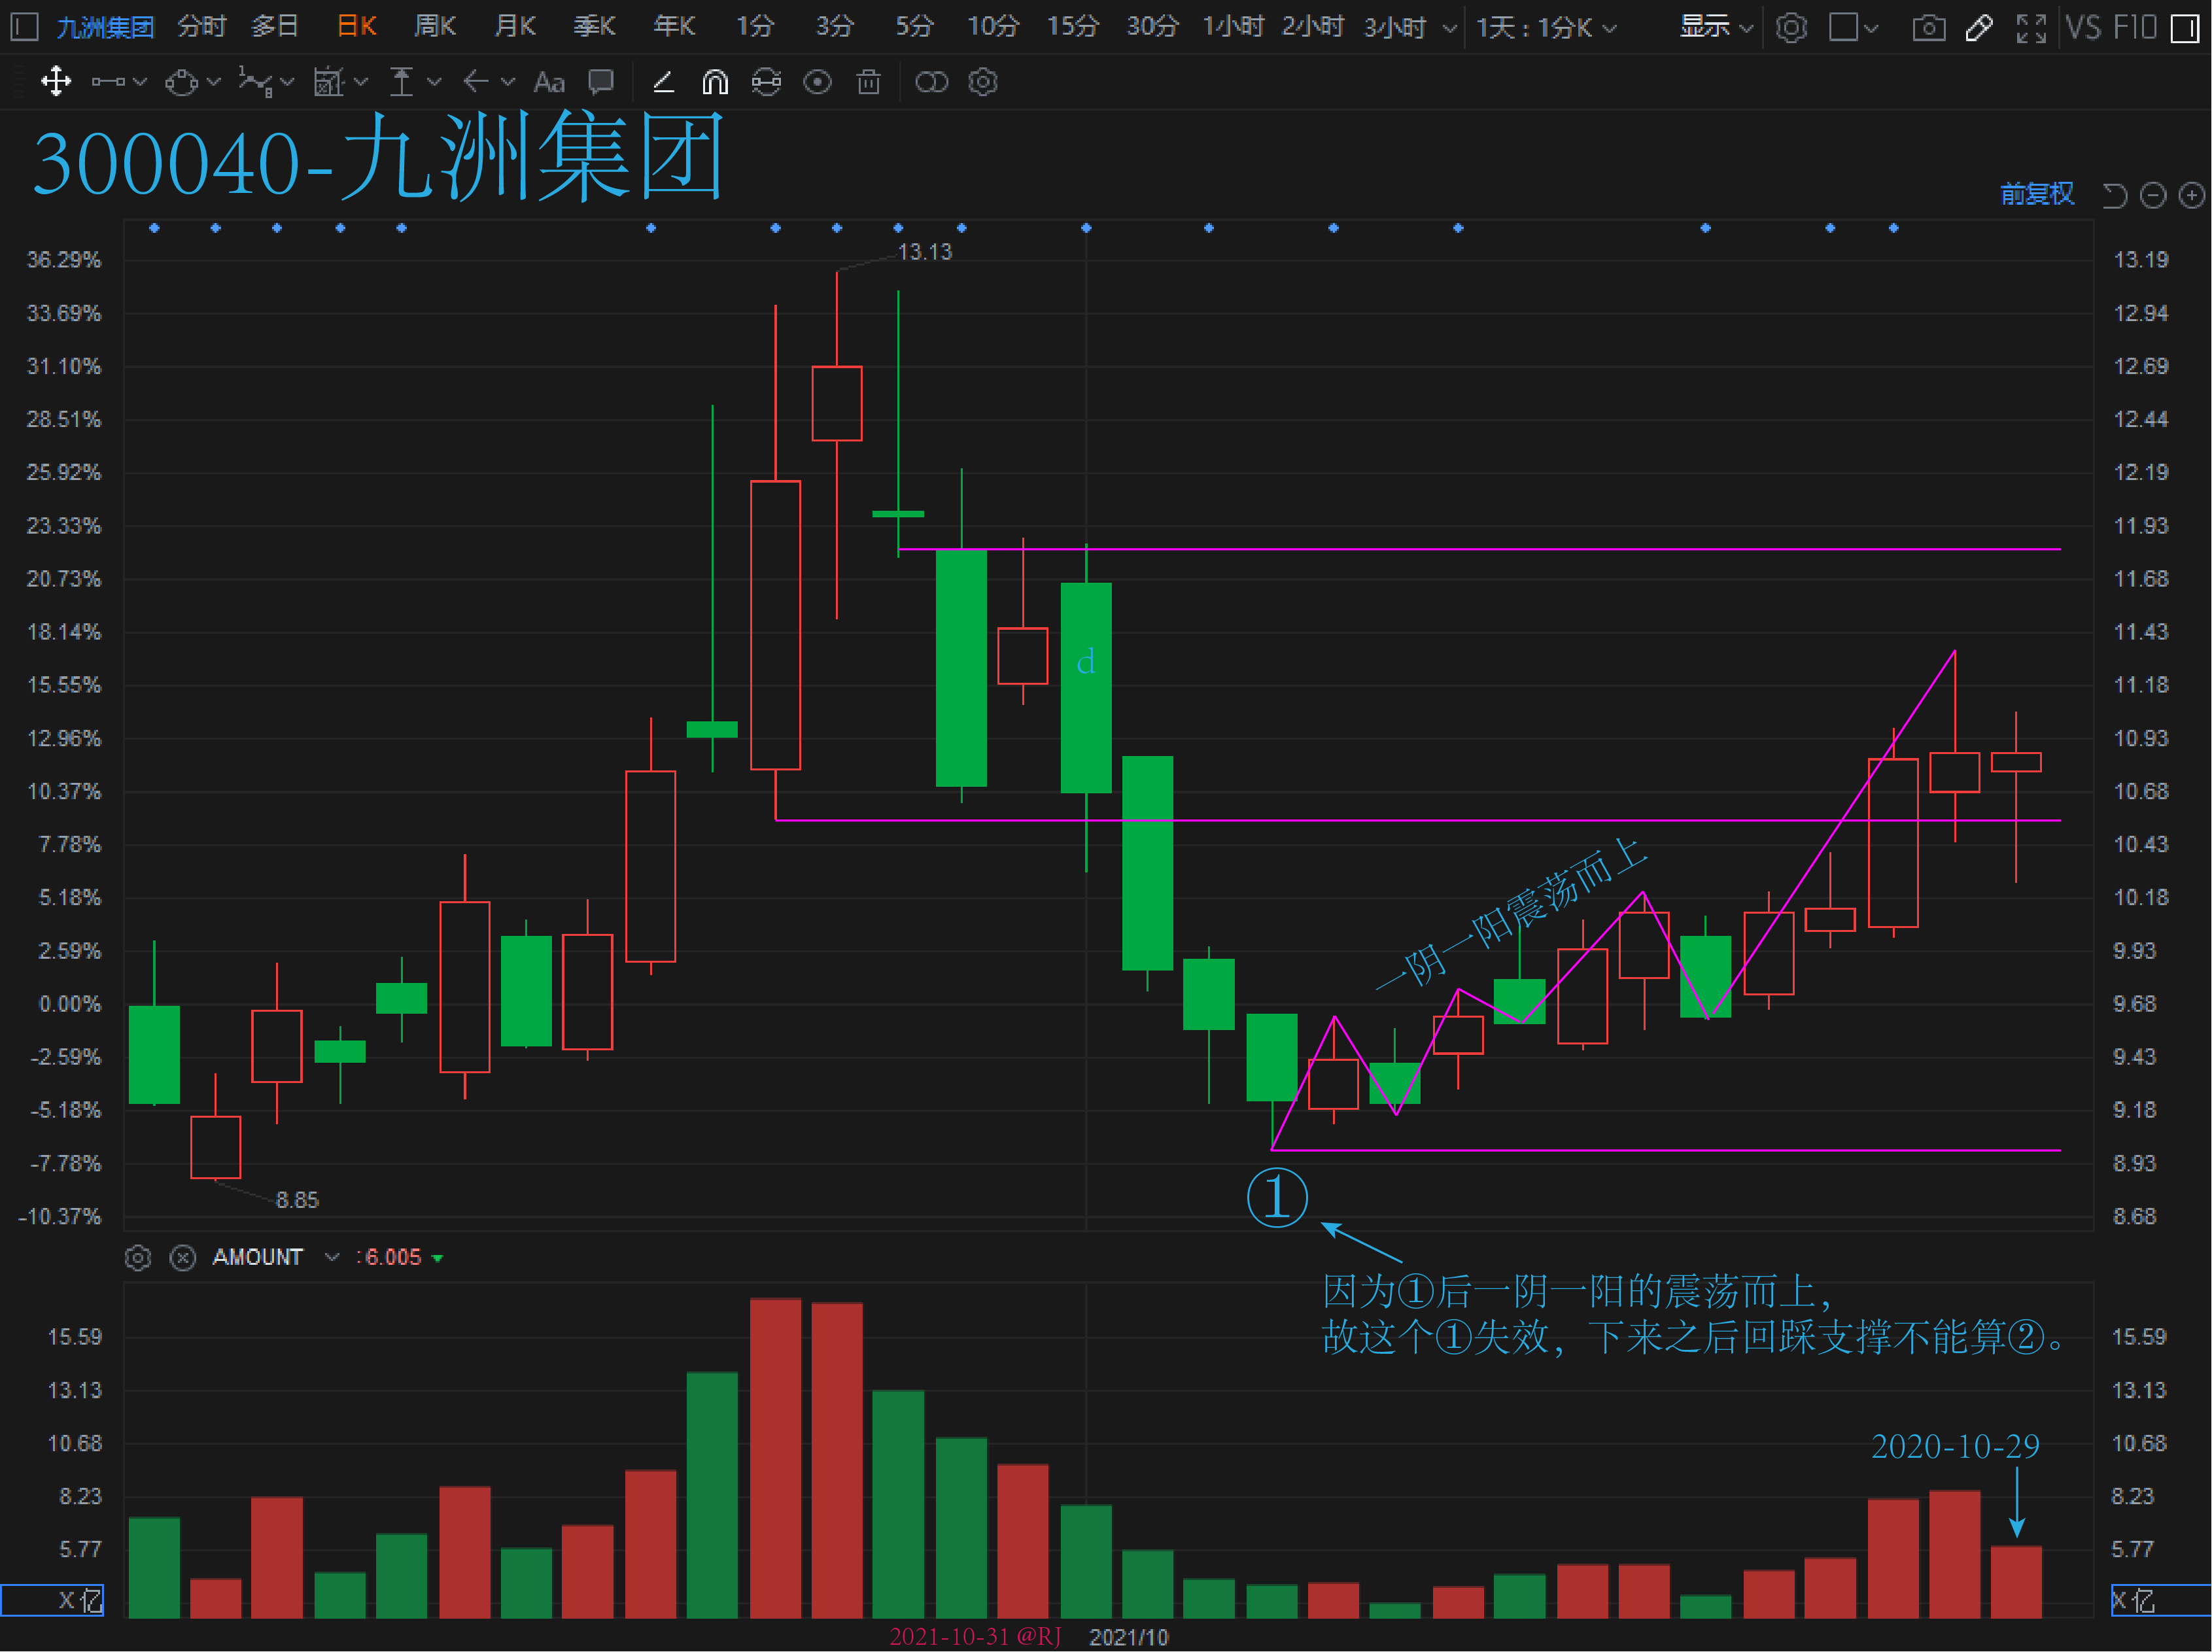 九洲集团 分时 多日 日K 周K 月K 季K 年K 1分 3分 5分 10分 15分 30分 1小时 2小时 3小时 1天 : 1分K 显示 VS F10
Aa
300040-九洲集团
前复权
13.13
36.29% 13.19
33.69% 12.94
31.10% 12.69
28.51% 12.44
25.92% 12.19
23.33% 11.93
20.73% 11.68
18.14% 11.43
d
15.55% 11.18
12.96% 10.93
10.37% 10.68
7.78% 10.43
一阴一阳震荡而上
5.18% 10.18
2.59% 9.93
0.00% 9.68
-2.59% 9.43
-5.18% 9.18
-7.78% 8.93
8.85
①
-10.37% 8.68
AMOUNT :6.005
因为①后一阴一阳的震荡而上，
故这个①失效，下来之后回踩支撑不能算②。
15.59 15.59
13.13 13.13
10.68 10.68
2020-10-29
8.23 8.23
5.77 5.77
X 亿 X 亿
2021-10-31 @RJ 2021/10